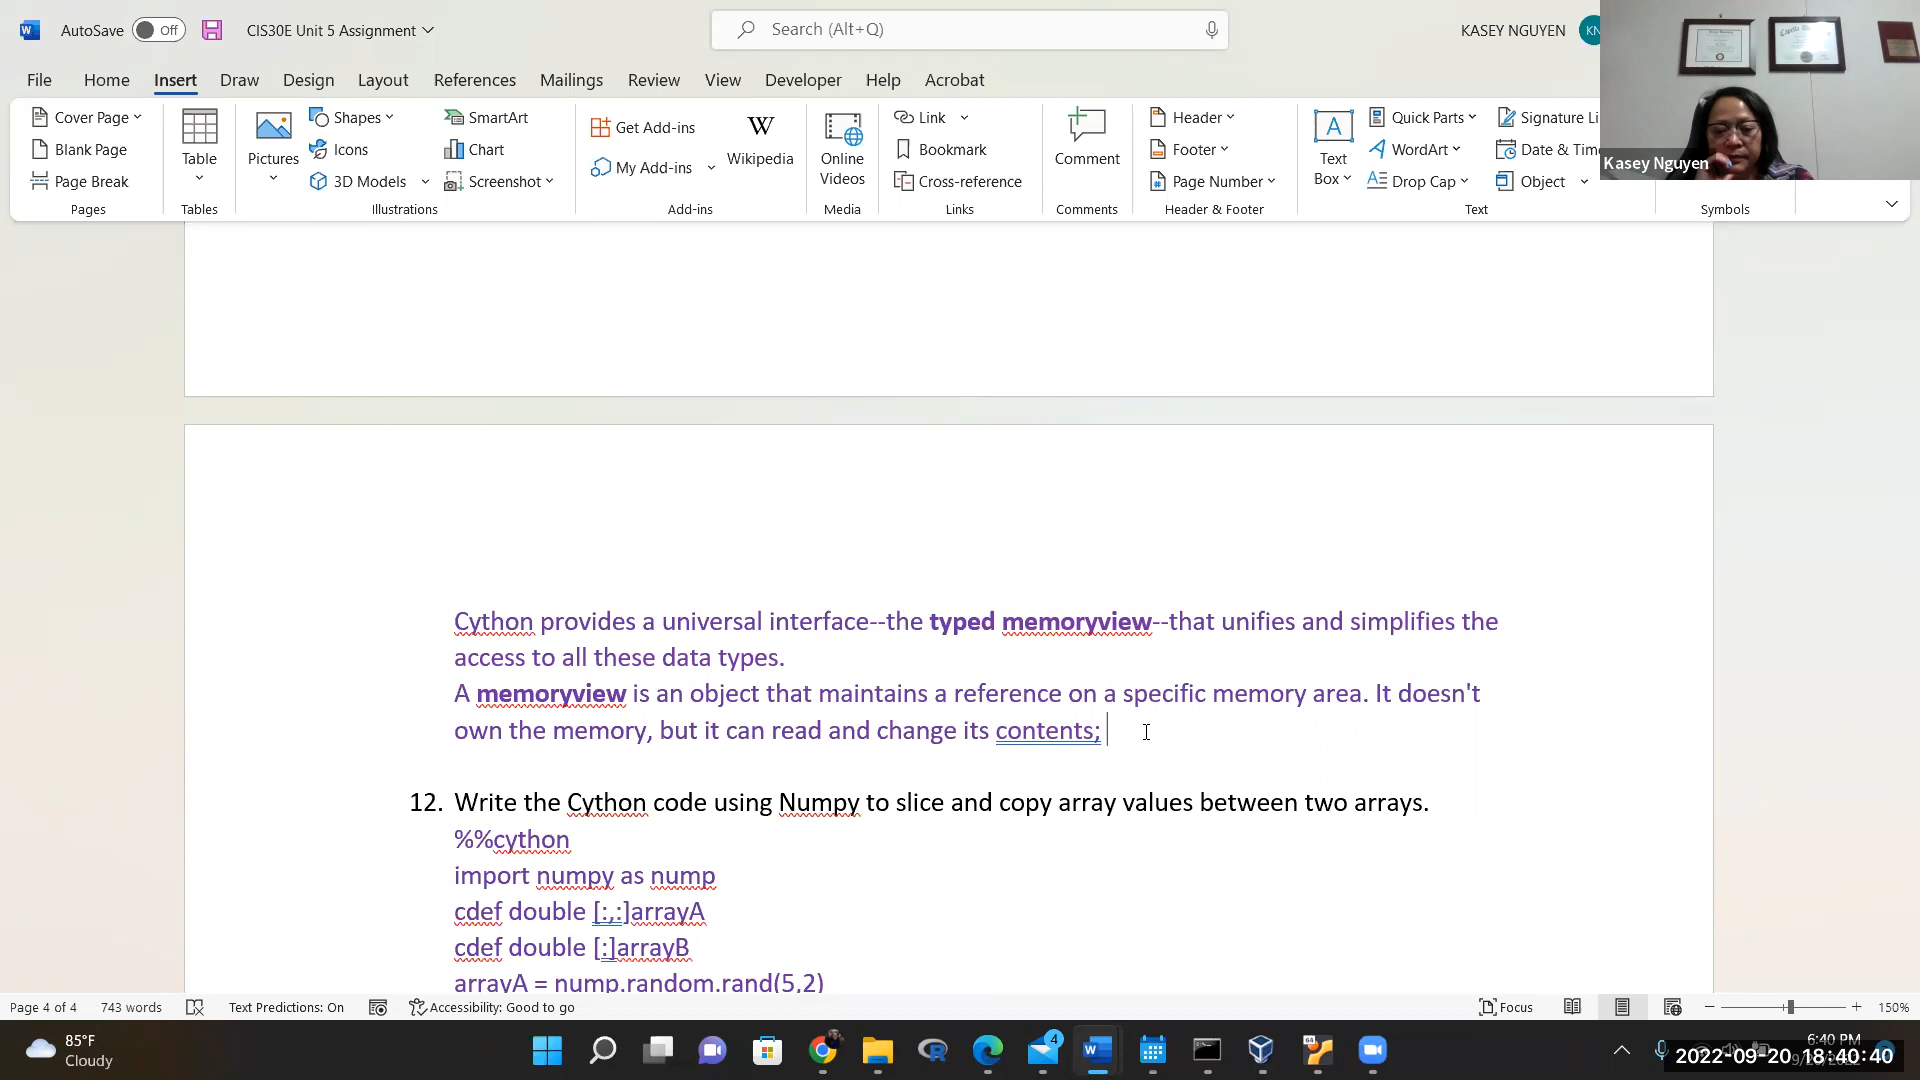 AutoSave Off CIS30E Unit 5 Assignment Search (Alt+Q) KASEY NGUYEN KN
File Home Insert Draw Design Layout References Mailings Review View Developer Help Acrobat
Cover Page
Blank Page
Page Break
Pages
Table
Tables
Pictures
Shapes
Icons
3D Models
SmartArt
Chart
Screenshot
Illustrations
Get Add-ins
My Add-ins
W
Wikipedia
Add-ins
Online
Videos
Media
Link
Bookmark
Cross-reference
Links
Comment
Comments
Header
Footer
Page Number
Header & Footer
Text
Box
Quick Parts
WordArt
Drop Cap
Signature Li
Date & Tim
Object
Text
Symbols
Kasey Nguyen
Cython provides a universal interface--the typed memoryview--that unifies and simplifies the
access to all these data types.
A memoryview is an object that maintains a reference on a specific memory area. It doesn't
own the memory, but it can read and change its contents;
12. Write the Cython code using Numpy to slice and copy array values between two arrays.
%%cython
import numpy as nump
cdef double [:,:]arrayA
cdef double [:]arrayB
arrayA = nump.random.rand(5,2)
Page 4 of 4 743 words Text Predictions: On Accessibility: Good to go Focus 150%
85°F
Cloudy
4
64
6:40 PM
2022-09-20 18:40:40